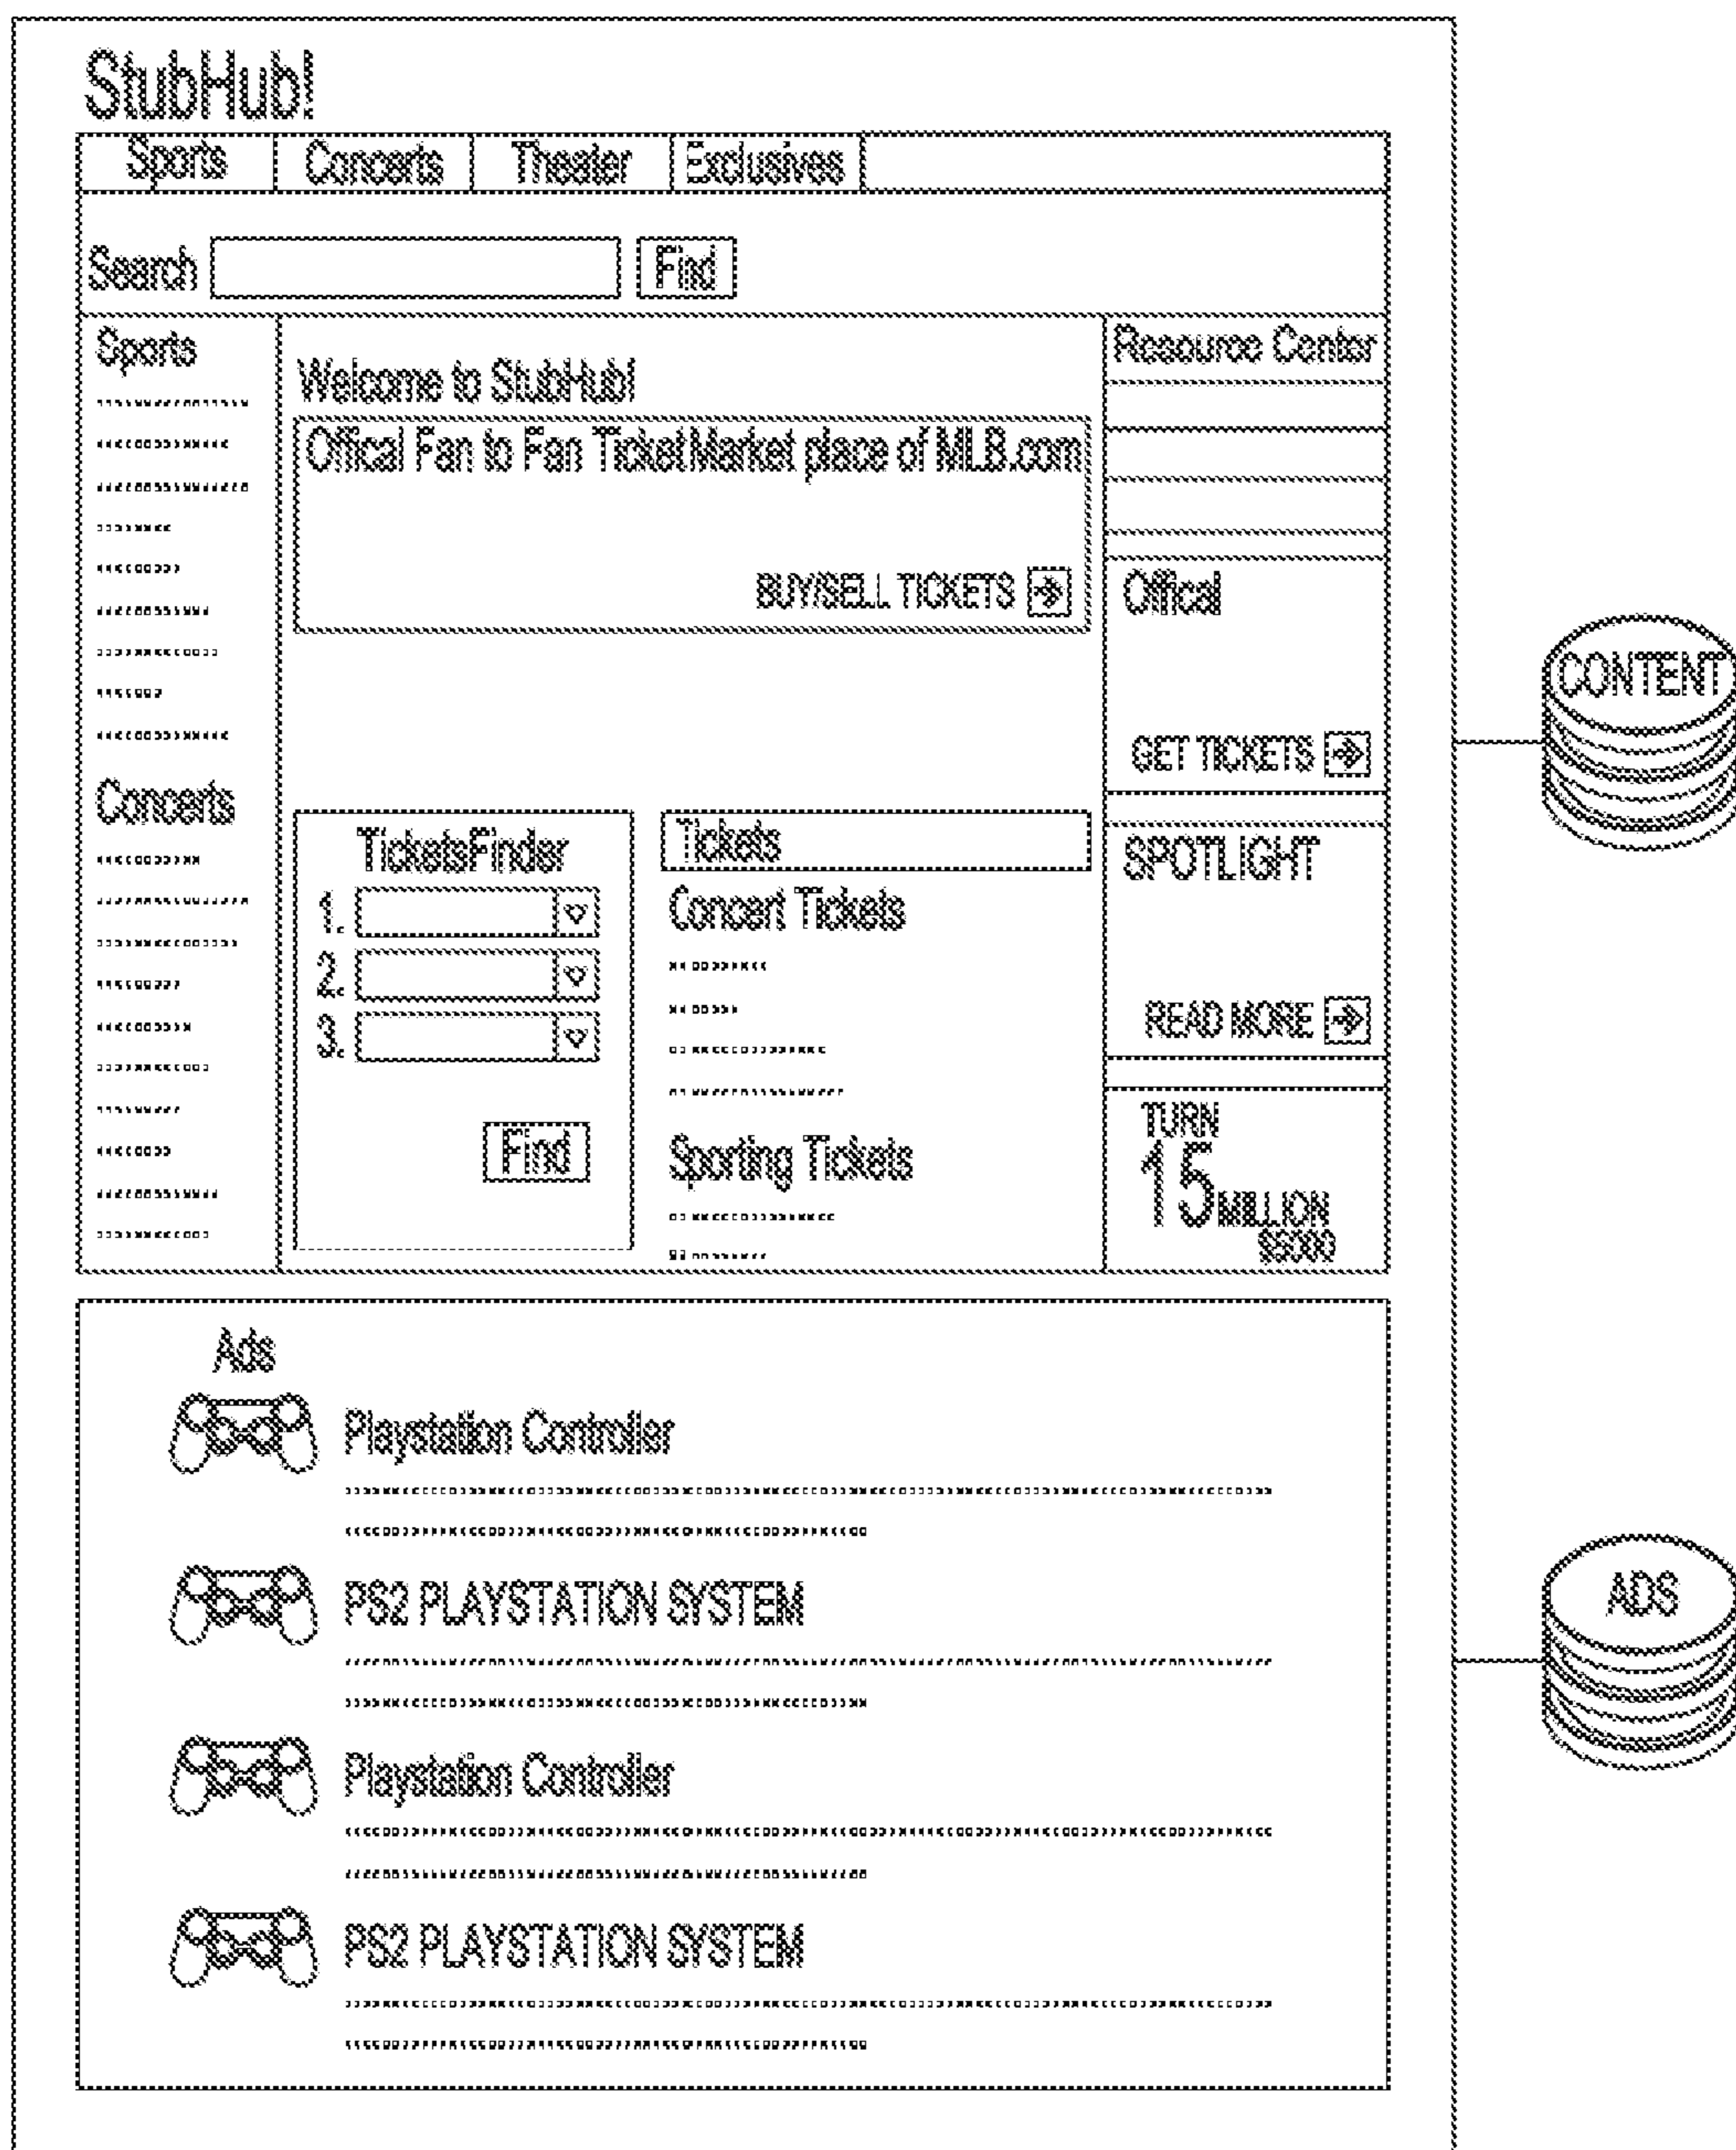 StubHub!
Sports Concerts Theater Exclusives
Search Find
Sports
Concerts
Welcome to StubHub!
Offical Fan to Fan Ticket Market place of MLB.com
BUY/SELL TICKETS
TicketsFinder
1.
2.
3.
Find
Tickets
Concert Tickets
Sporting Tickets
Resource Center
Offical
GET TICKETS
SPOTLIGHT
READ MORE
TURN
15 MILLION
$5000
Ads
Playstation Controller
PS2 PLAYSTATION SYSTEM
Playstation Controller
PS2 PLAYSTATION SYSTEM
CONTENT
ADS